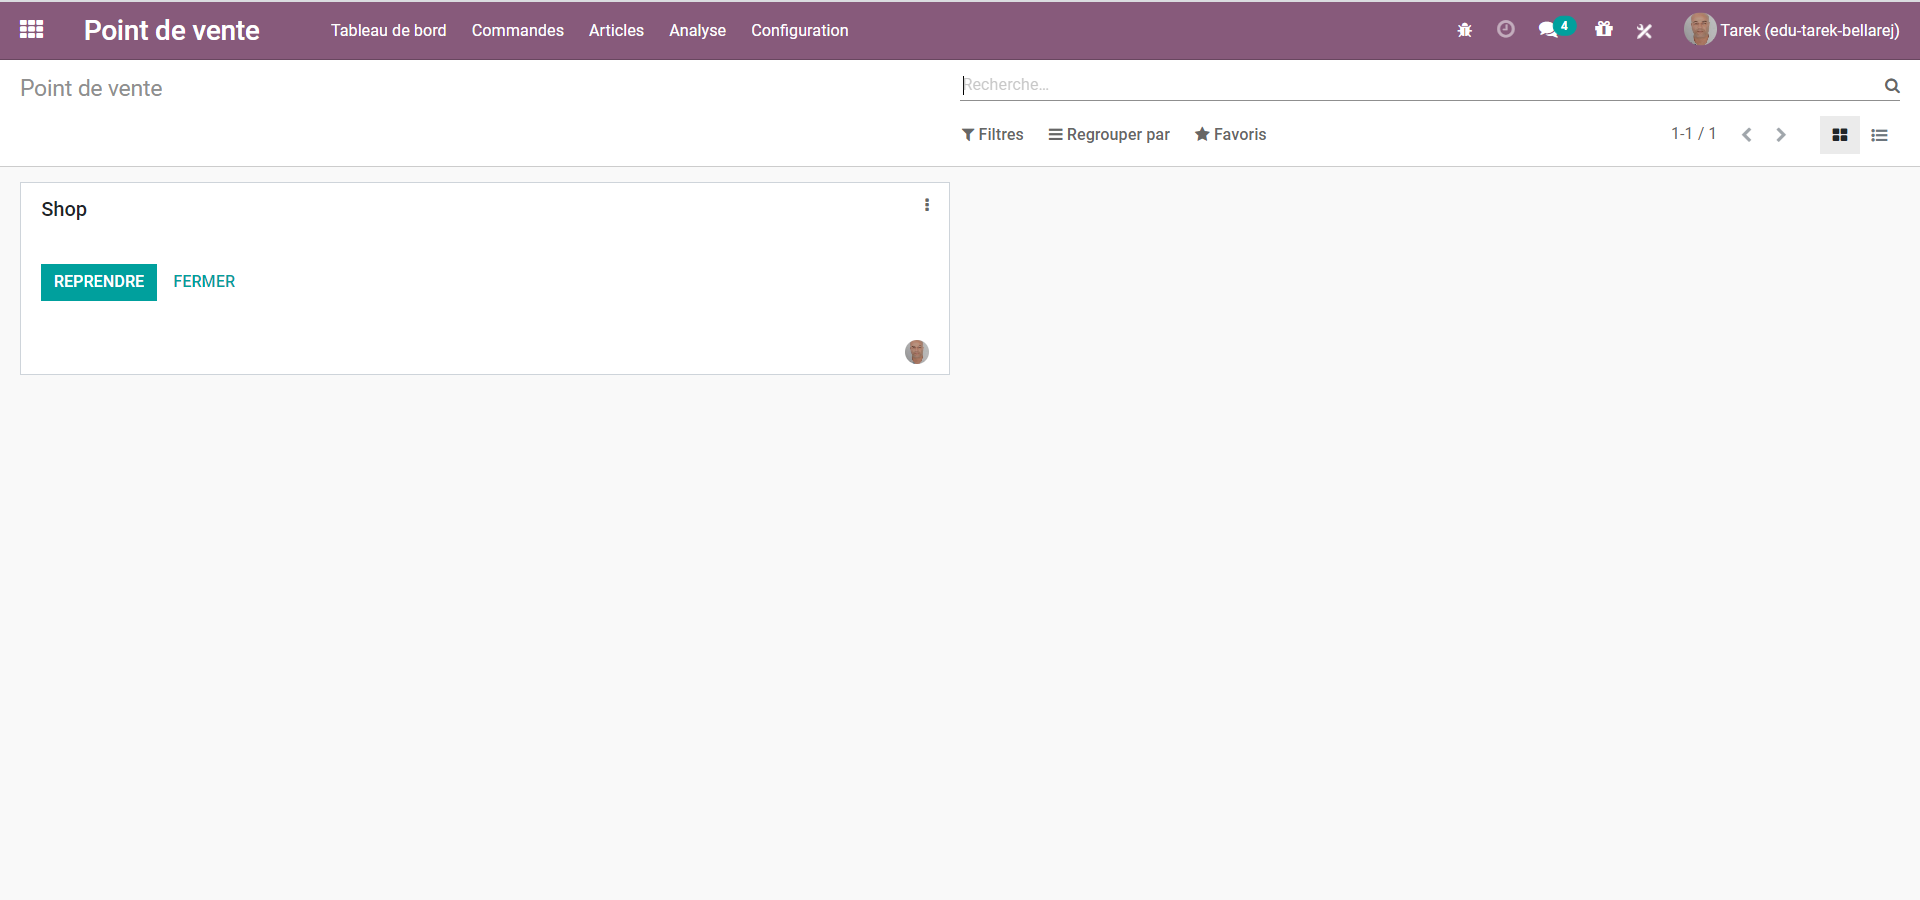 Point de vente Tableau de bord Commandes Articles Analyse Configuration 4 Tarek (edu-tarek-bellarej)
Point de vente
Recherche...
Filtres Regrouper par Favoris 1-1 / 1
Shop
REPRENDRE FERMER